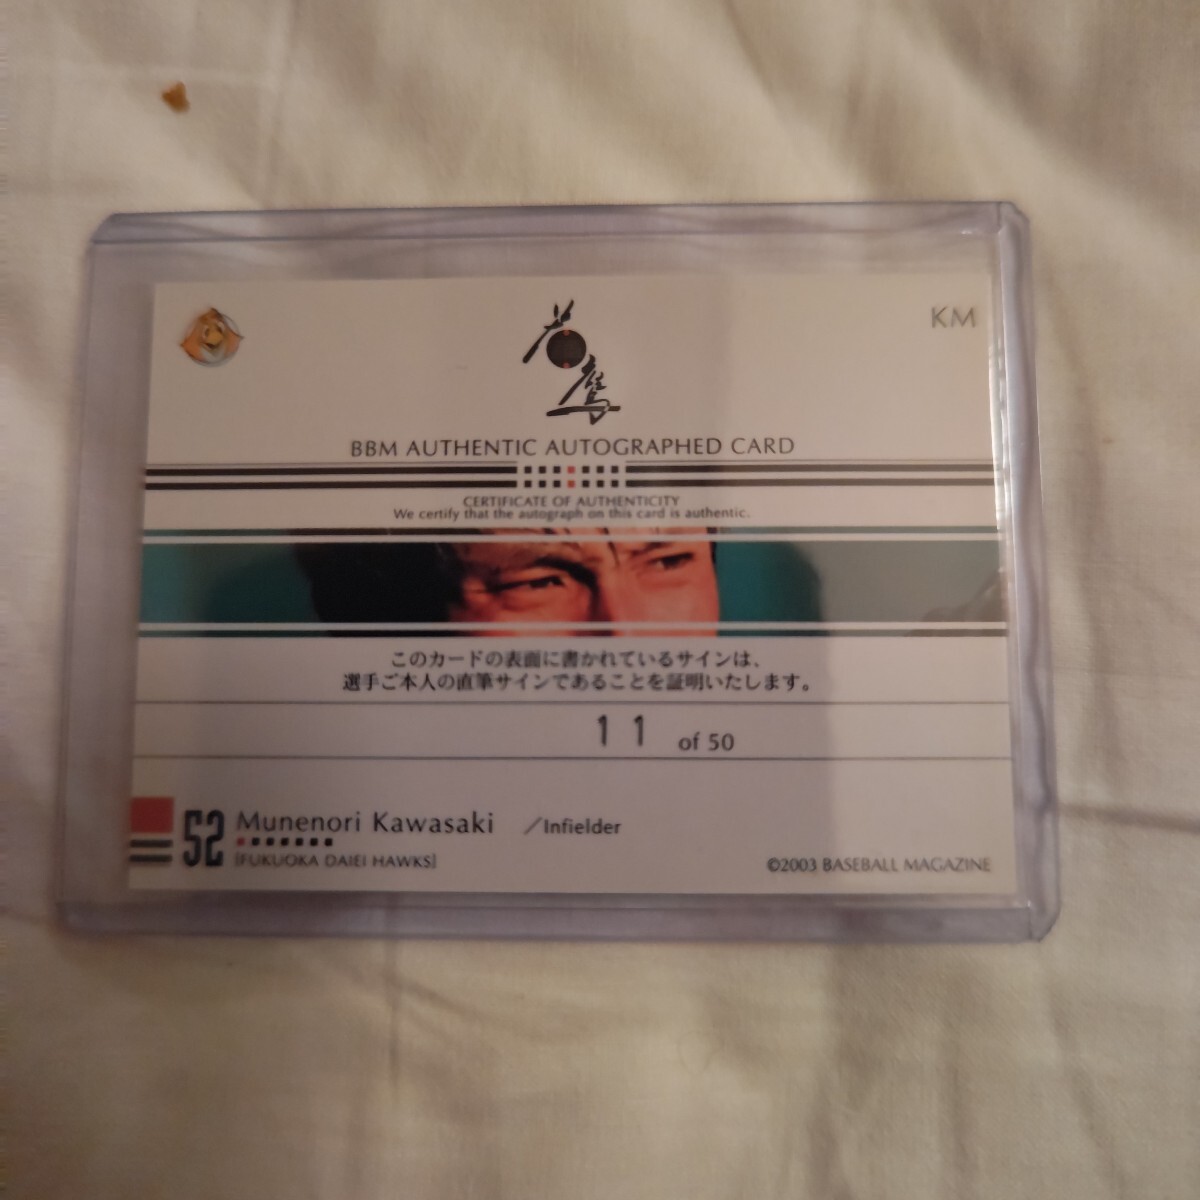 KM
若鷹
BBM AUTHENTIC AUTOGRAPHED CARD
CERTIFICATE OF AUTHENTICITY
We certify that the autograph on this card is authentic.
このカードの表面に書かれているサインは、
選手ご本人の直筆サインであることを証明いたします。
11 of 50
52 Munenori Kawasaki /Infielder
[FUKUOKA DAIEI HAWKS]
©2003 BASEBALL MAGAZINE